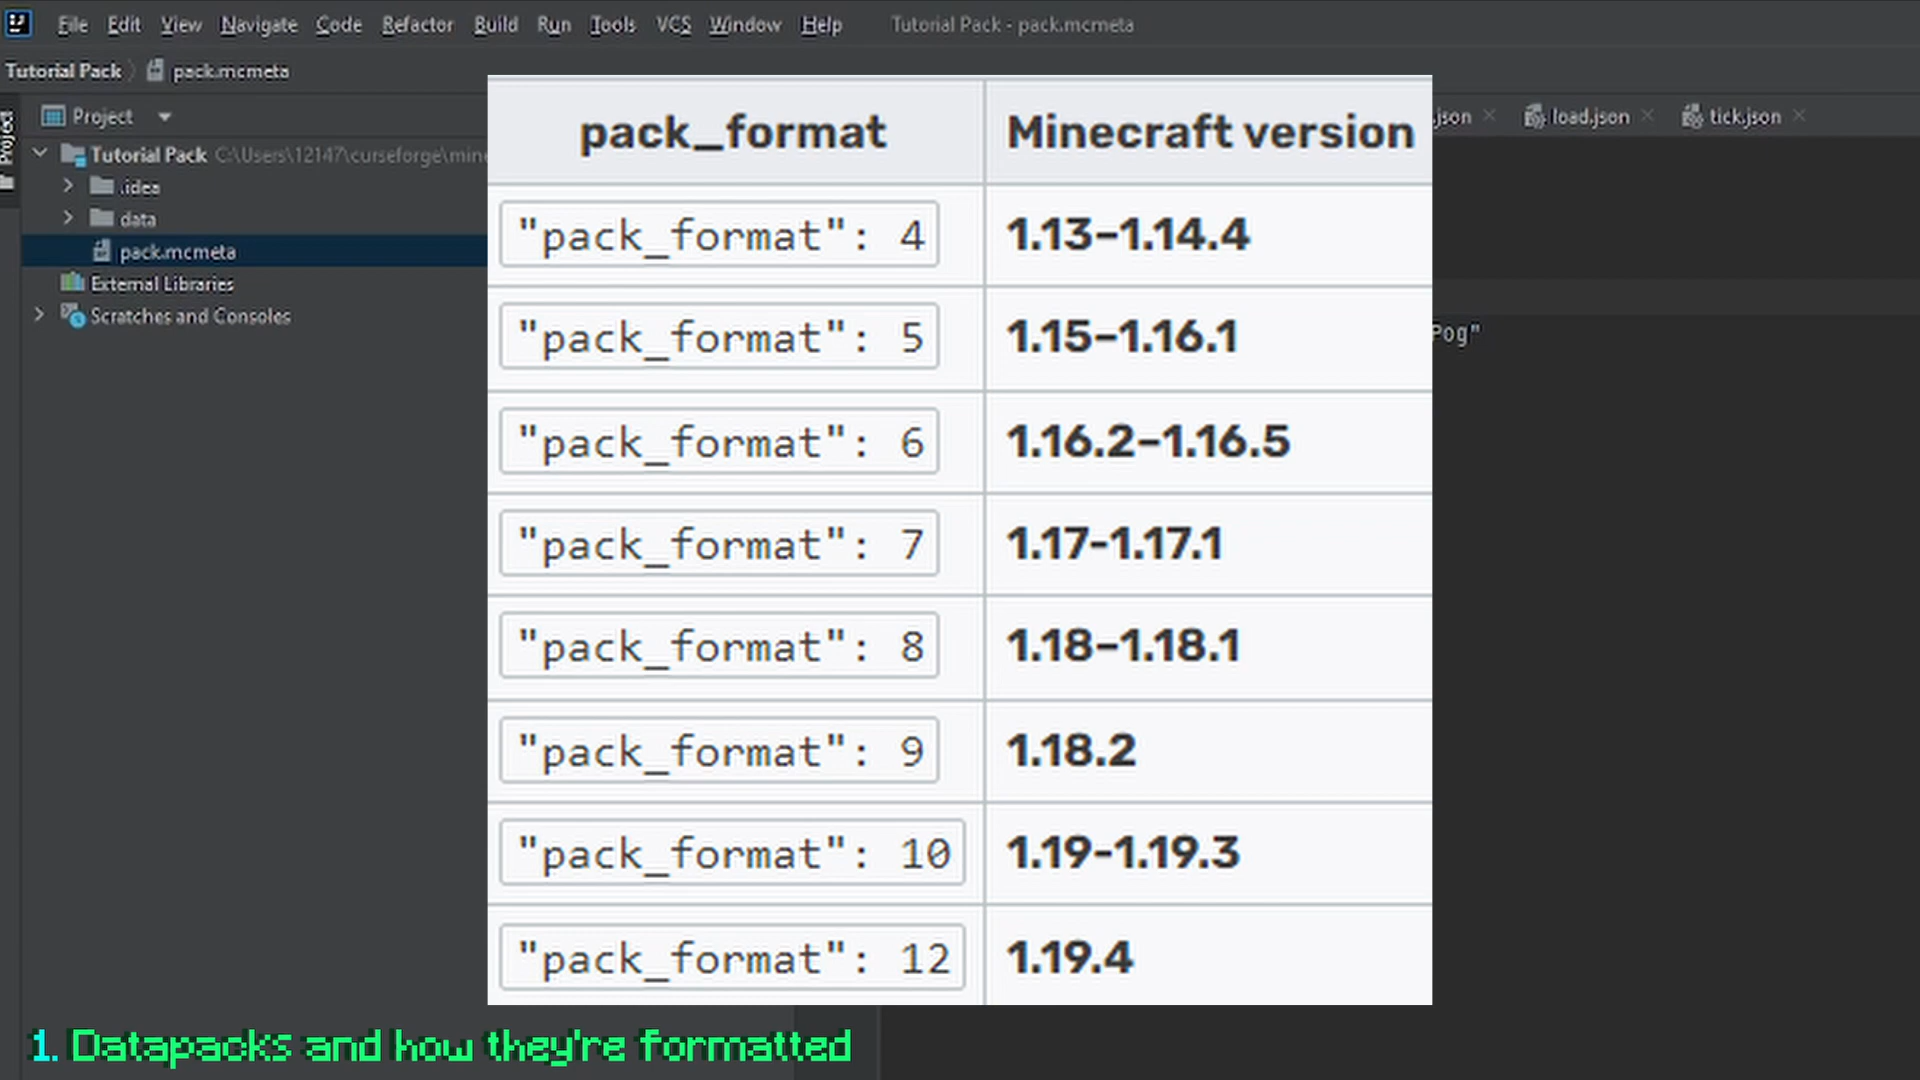 File Edit View Navigate Code Refactor Build Run Tools VCS Window Help Tutorial Pack - pack.mcmeta
Tutorial Pack pack.mcmeta
Project
Project
.json load.json tick.json
Tutorial Pack C:\Users\12147\curseforge\mine
.idea
data
pack.mcmeta
External Libraries
Scratches and Consoles
Pog"
pack_format Minecraft version
"pack_format": 4 1.13–1.14.4
"pack_format": 5 1.15–1.16.1
"pack_format": 6 1.16.2–1.16.5
"pack_format": 7 1.17-1.17.1
"pack_format": 8 1.18–1.18.1
"pack_format": 9 1.18.2
"pack_format": 10 1.19-1.19.3
"pack_format": 12 1.19.4
1. Datapacks and how they're formatted